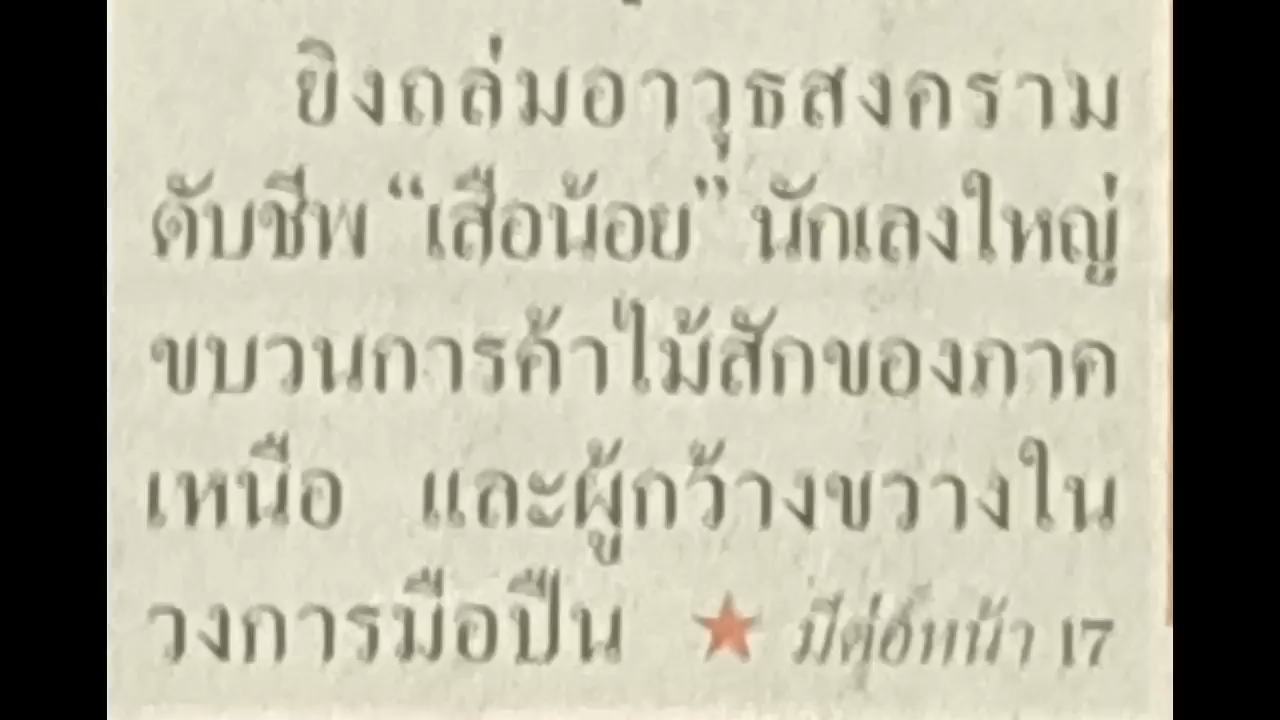 ยิงถล่มอาวุธสงคราม
ดับชีพ “เสือน้อย” นักเลงใหญ่
ขบวนการค้าไม้สักของภาค
เหนือ และผู้กว้างขวางใน
วงการมือปืน ★ มีต่อหน้า 17